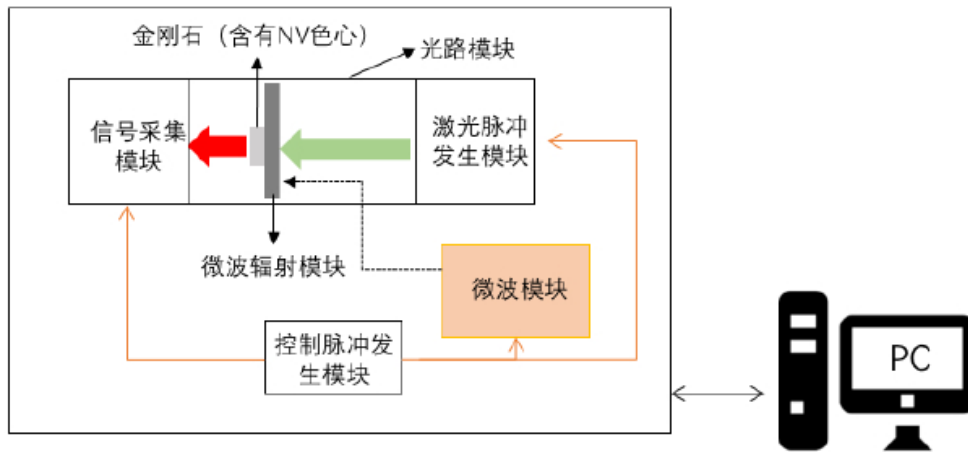 金刚石（含有NV色心）
光路模块
信号采集
模块
激光脉冲
发生模块
微波辐射模块
微波模块
控制脉冲发
生模块
PC